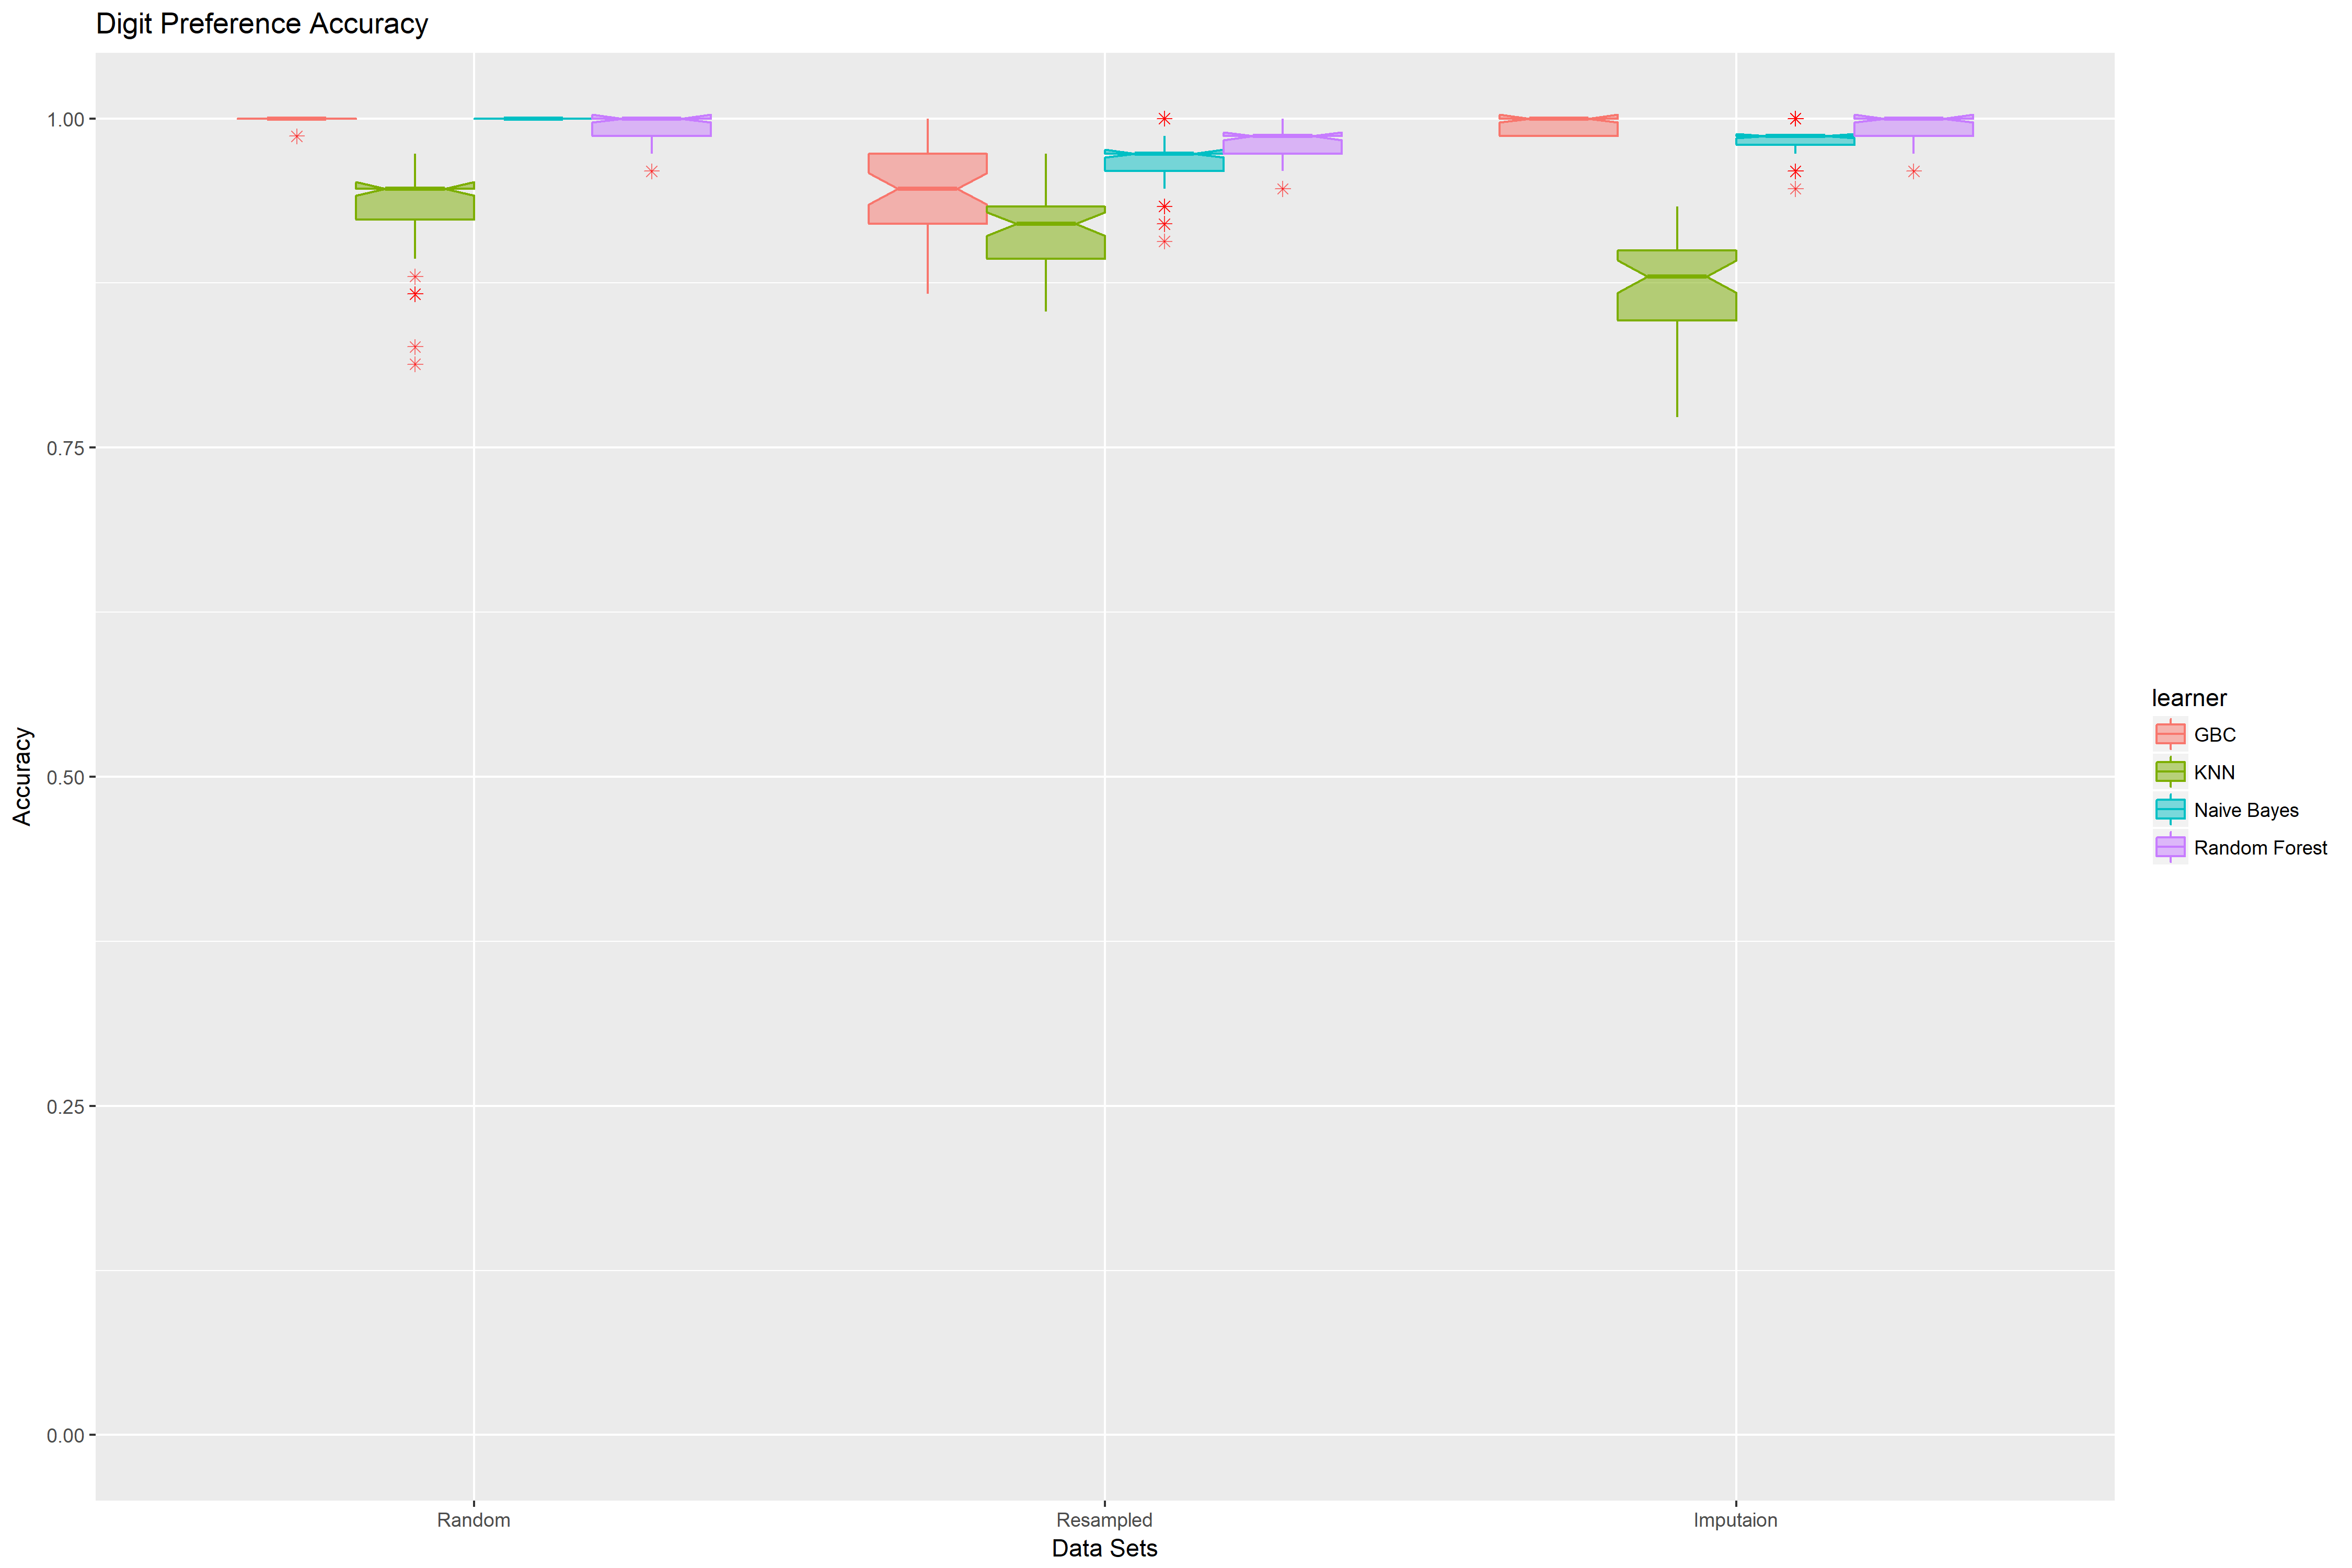 Digit Preference Accuracy
1.00
0.75
0.50
0.25
0.00
Accuracy
Random
Resampled
Imputaion
Data Sets
learner
GBC
KNN
Naive Bayes
Random Forest